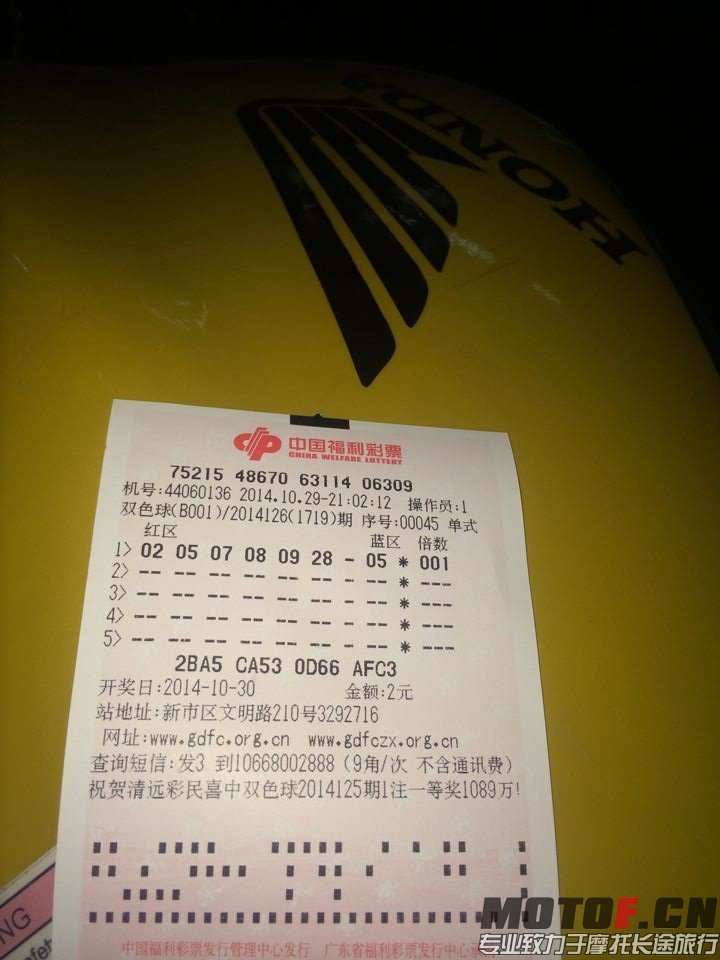 HONDA
中国福利彩票
CHINA WELFARE LOTTERY
75215 48670 63114 06309
机号:44060136 2014.10.29-21:02:12 操作员:1
双色球(B001)/2014126(1719)期 序号:00045 单式
红区 蓝区 倍数
1> 02 05 07 08 09 28 - 05 * 001
2> -- -- -- -- -- -- - -- * ---
3> -- -- -- -- -- -- - -- * ---
4> -- -- -- -- -- -- - -- * ---
5> -- -- -- -- -- -- - -- * ---
2BA5 CA53 0D66 AFC3
开奖日:2014-10-30 金额:2元
站地址:新市区文明路210号3292716
网址:www.gdfc.org.cn www.gdfczx.org.cn
查询短信:发3 到10668002888 (9角/次 不含通讯费)
祝贺清远彩民喜中双色球2014125期1注一等奖1089万!
中国福利彩票发行管理中心发行 广东省福利彩票发行中心承
NG
MOTOF.CN
专业致力于摩托长途旅行